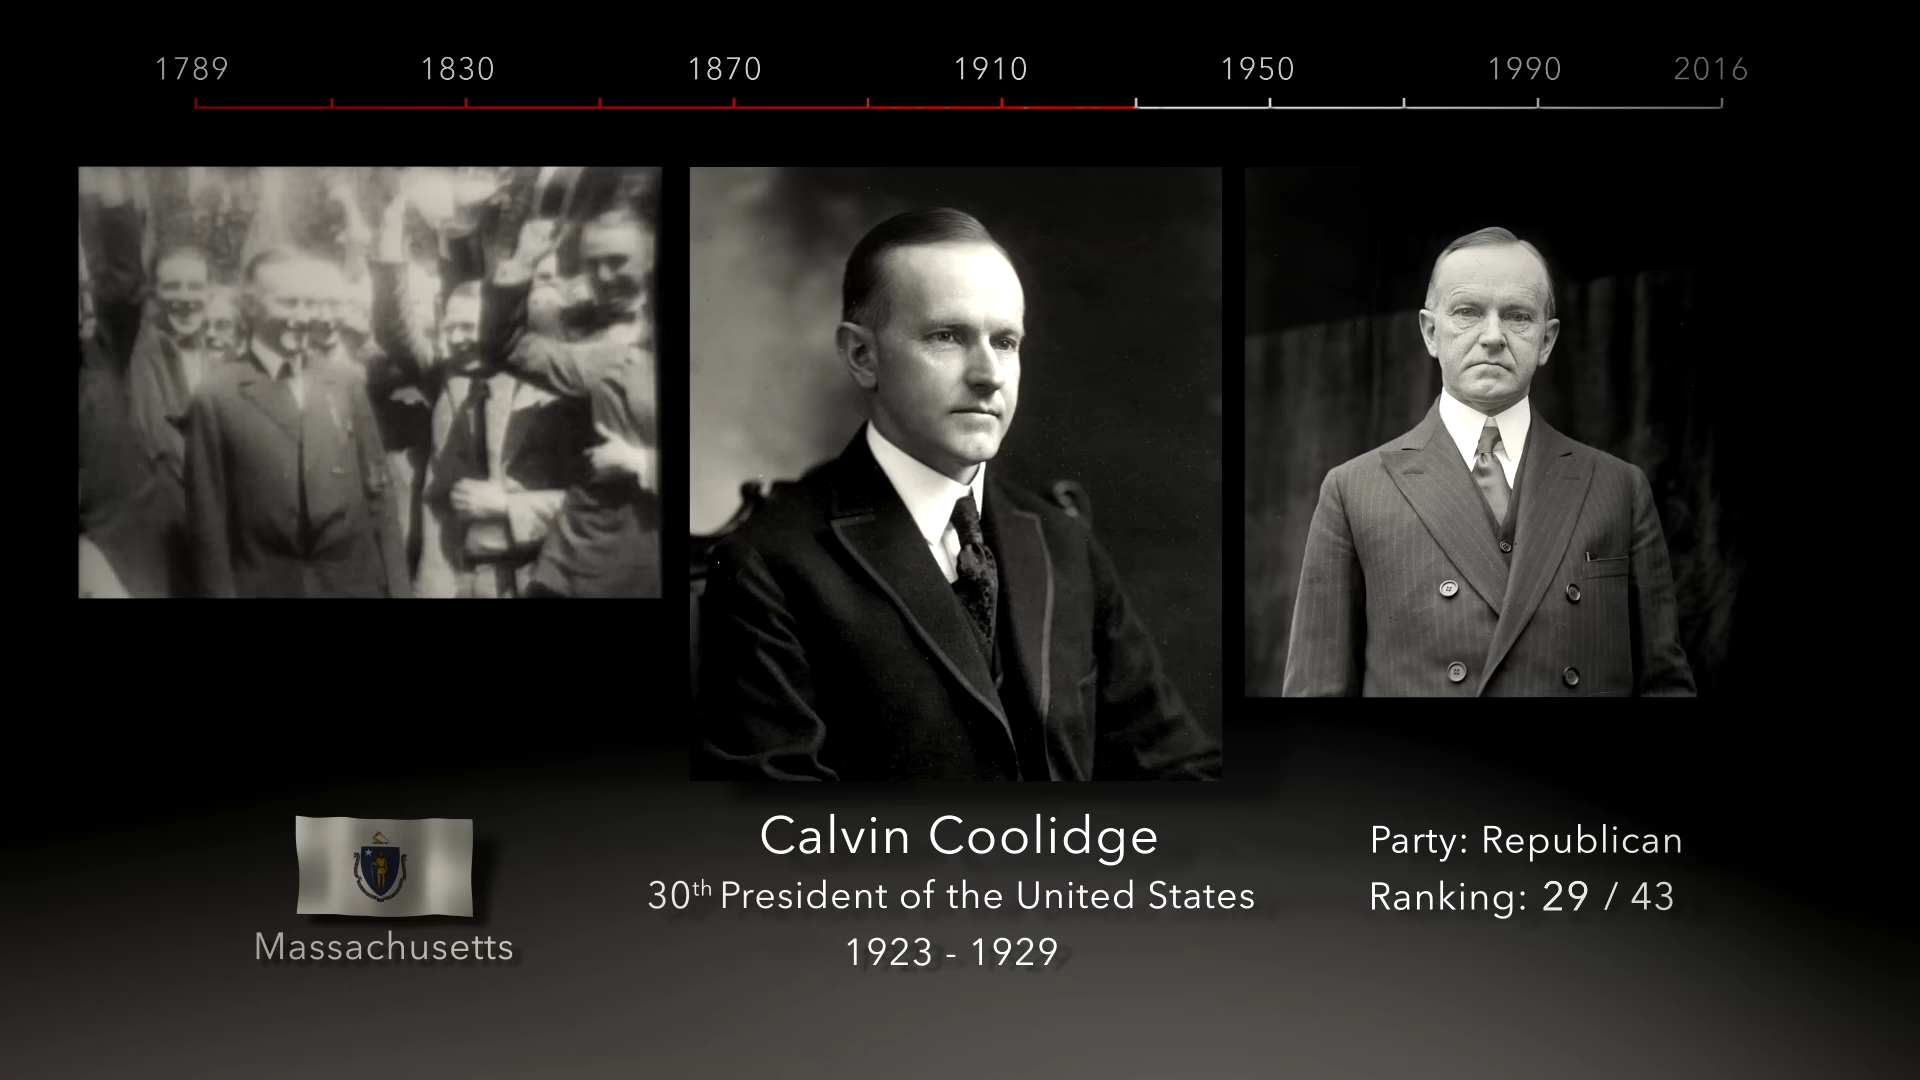 1789 1830 1870 1910 1950 1990 2016
Calvin Coolidge
30th President of the United States
1923 - 1929
Massachusetts
Party: Republican
Ranking: 29 / 43